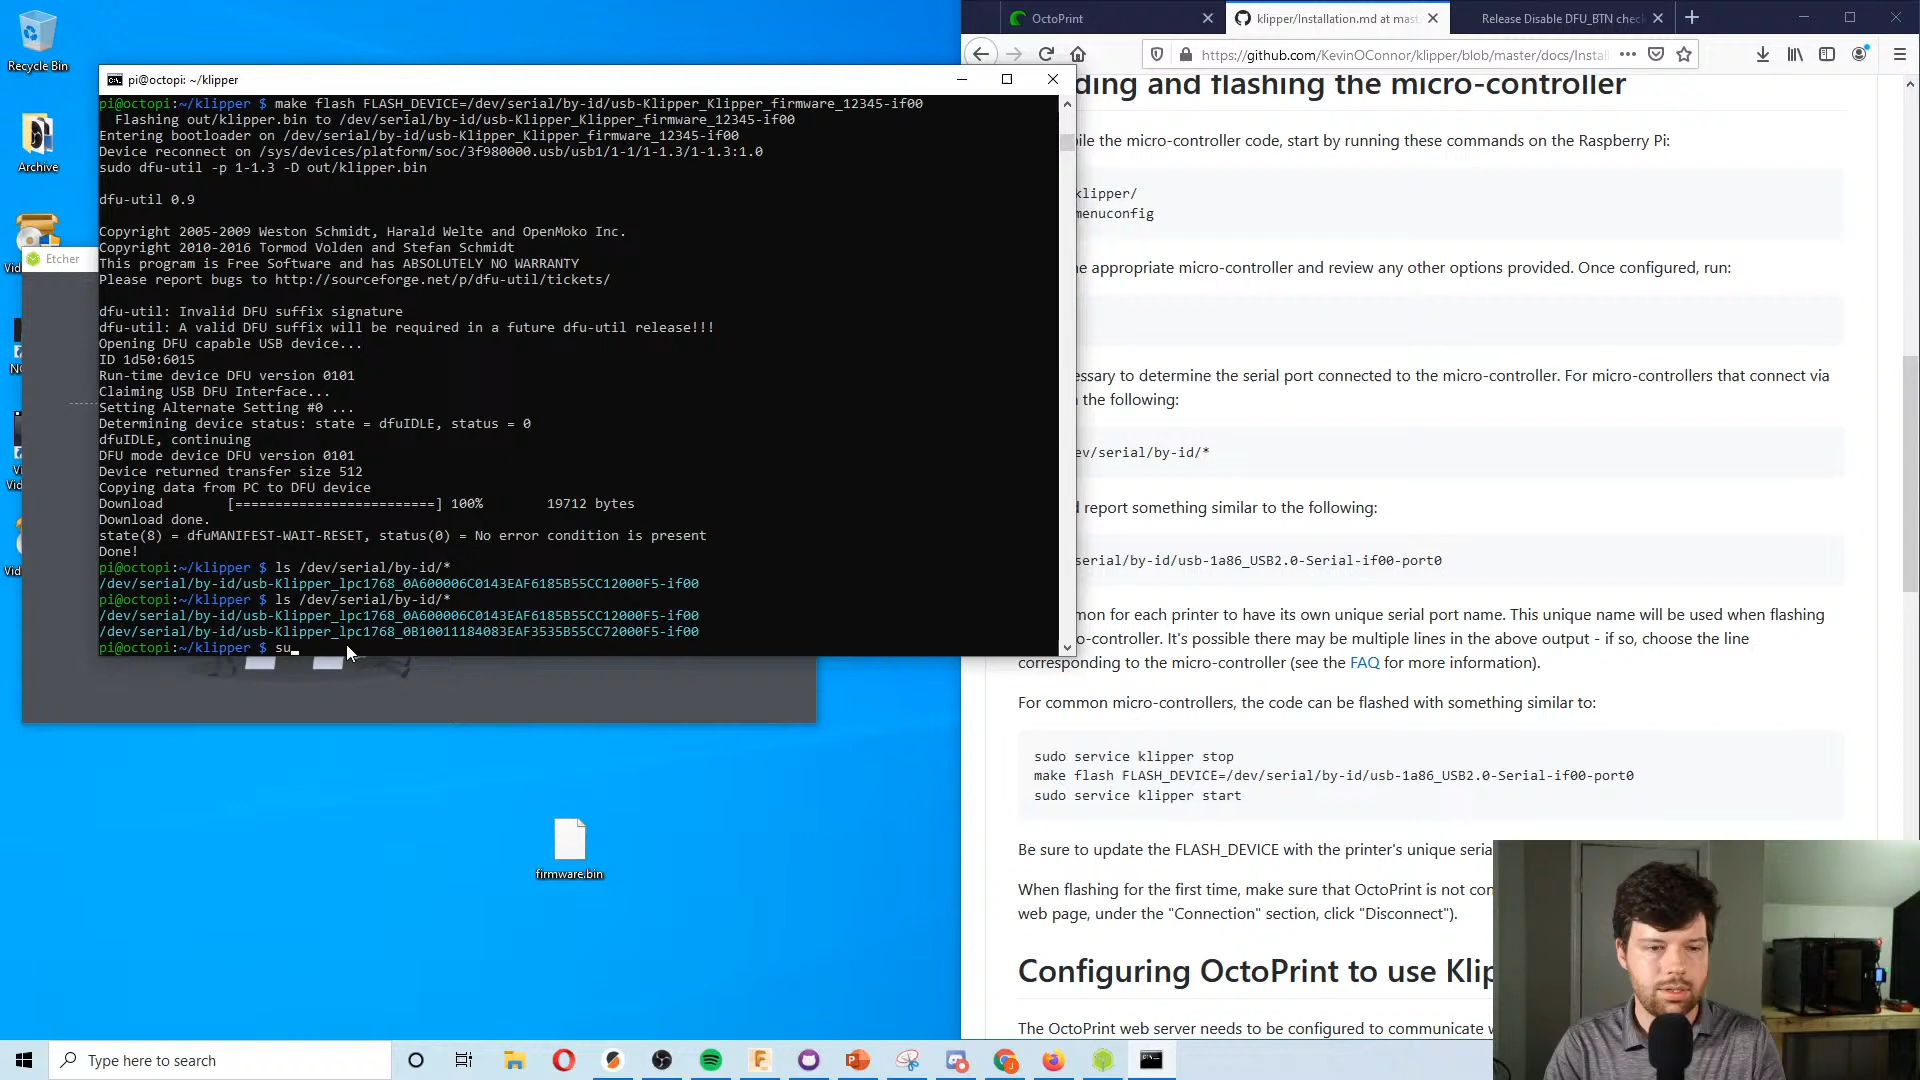 Recycle Bin
Archive
Etcher
firmware.bin
pi@octopi: ~/klipper
pi@octopi:~/klipper $ make flash FLASH_DEVICE=/dev/serial/by-id/usb-Klipper_Klipper_firmware_12345-if00
Flashing out/klipper.bin to /dev/serial/by-id/usb-Klipper_Klipper_firmware_12345-if00
Entering bootloader on /dev/serial/by-id/usb-Klipper_Klipper_firmware_12345-if00
Device reconnect on /sys/devices/platform/soc/3f980000.usb/usb1/1-1/1-1.3/1-1.3:1.0
sudo dfu-util -p 1-1.3 -D out/klipper.bin
dfu-util 0.9
Copyright 2005-2009 Weston Schmidt, Harald Welte and OpenMoko Inc.
Copyright 2010-2016 Tormod Volden and Stefan Schmidt
This program is Free Software and has ABSOLUTELY NO WARRANTY
Please report bugs to http://sourceforge.net/p/dfu-util/tickets/
dfu-util: Invalid DFU suffix signature
dfu-util: A valid DFU suffix will be required in a future dfu-util release!!!
Opening DFU capable USB device...
ID 1d50:6015
Run-time device DFU version 0101
Claiming USB DFU Interface...
Setting Alternate Setting #0 ...
Determining device status: state = dfuIDLE, status = 0
dfuIDLE, continuing
DFU mode device DFU version 0101
Device returned transfer size 512
Copying data from PC to DFU device
Download [=========================] 100% 19712 bytes
Download done.
state(8) = dfuMANIFEST-WAIT-RESET, status(0) = No error condition is present
Done!
pi@octopi:~/klipper $ ls /dev/serial/by-id/*
/dev/serial/by-id/usb-Klipper_lpc1768_0A600006C0143EAF6185B55CC12000F5-if00
pi@octopi:~/klipper $ ls /dev/serial/by-id/*
/dev/serial/by-id/usb-Klipper_lpc1768_0A600006C0143EAF6185B55CC12000F5-if00
/dev/serial/by-id/usb-Klipper_lpc1768_0B10011184083EAF3535B55CC72000F5-if00
pi@octopi:~/klipper $ su_
OctoPrint
klipper/Installation.md at mast
Release Disable DFU_BTN chec
https://github.com/KevinOConnor/klipper/blob/master/docs/Instal
ding and flashing the micro-controller
ile the micro-controller code, start by running these commands on the Raspberry Pi:
klipper/
menuconfig
e appropriate micro-controller and review any other options provided. Once configured, run:
essary to determine the serial port connected to the micro-controller. For micro-controllers that connect via
the following:
ev/serial/by-id/*
report something similar to the following:
serial/by-id/usb-1a86_USB2.0-Serial-if00-port0
mon for each printer to have its own unique serial port name. This unique name will be used when flashing
o-controller. It's possible there may be multiple lines in the above output - if so, choose the line
corresponding to the micro-controller (see the FAQ for more information).
For common micro-controllers, the code can be flashed with something similar to:
sudo service klipper stop
make flash FLASH_DEVICE=/dev/serial/by-id/usb-1a86_USB2.0-Serial-if00-port0
sudo service klipper start
Be sure to update the FLASH_DEVICE with the printer's unique seria
When flashing for the first time, make sure that OctoPrint is not con
web page, under the "Connection" section, click "Disconnect").
Configuring OctoPrint to use Klip
The OctoPrint web server needs to be configured to communicate w
Type here to search